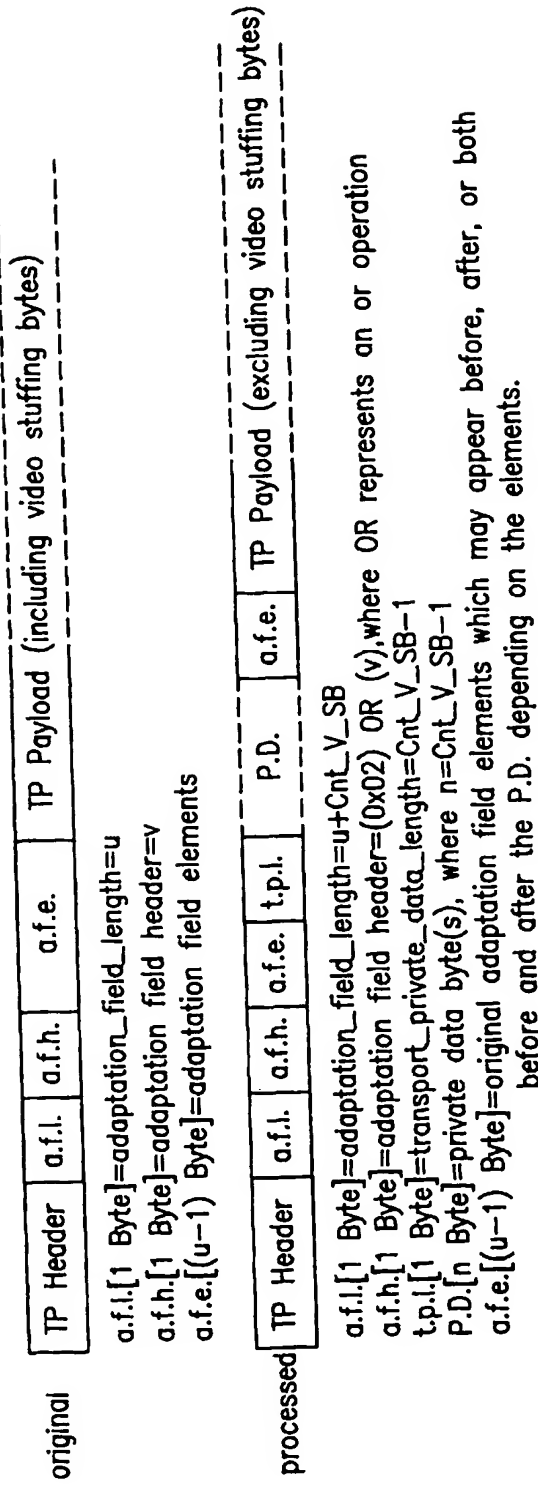 original TP Header a.f.l. a.f.h. a.f.e. TP Payload (including video stuffing bytes)
a.f.l.[1 Byte]=adaptation_field_length=u
a.f.h.[1 Byte]=adaptation field header=v
a.f.e.[(u-1) Byte]=adaptation field elements
processed TP Header a.f.l. a.f.h. a.f.e. t.p.l. P.D. a.f.e. TP Payload (excluding video stuffing bytes)
a.f.l.[1 Byte]=adaptation_field_length=u+Cnt_V_SB
a.f.h.[1 Byte]=adaptation field header=(0x02) OR (v),where OR represents an or operation
t.p.l.[1 Byte]=transport_private_data_length=Cnt_V_SB-1
P.D.[n Byte]=private data byte(s), where n=Cnt_V_SB-1
a.f.e.[(u-1) Byte]=original adaptation field elements which may appear before, after, or both
before and after the P.D. depending on the elements.